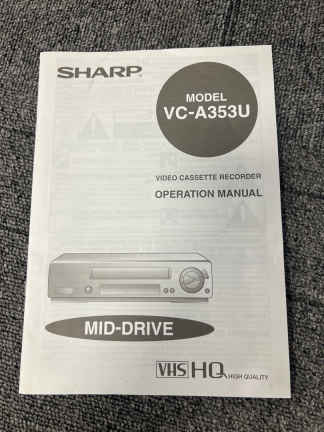 SHARP
MODEL
VC-A353U
VIDEO CASSETTE RECORDER
OPERATION MANUAL
MID-DRIVE
VHS HQ HIGH QUALITY